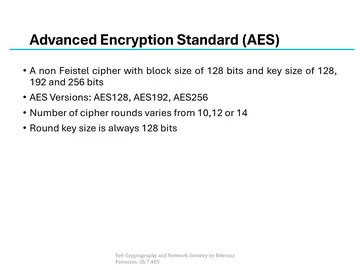 Advanced Encryption Standard (AES)
• A non Feistel cipher with block size of 128 bits and key size of 128,
192 and 256 bits
• AES Versions: AES128, AES192, AES256
• Number of cipher rounds varies from 10,12 or 14
• Round key size is always 128 bits
Ref: Cryptography and Network Security by Behrouz
Forouzan, Ch 7 AES